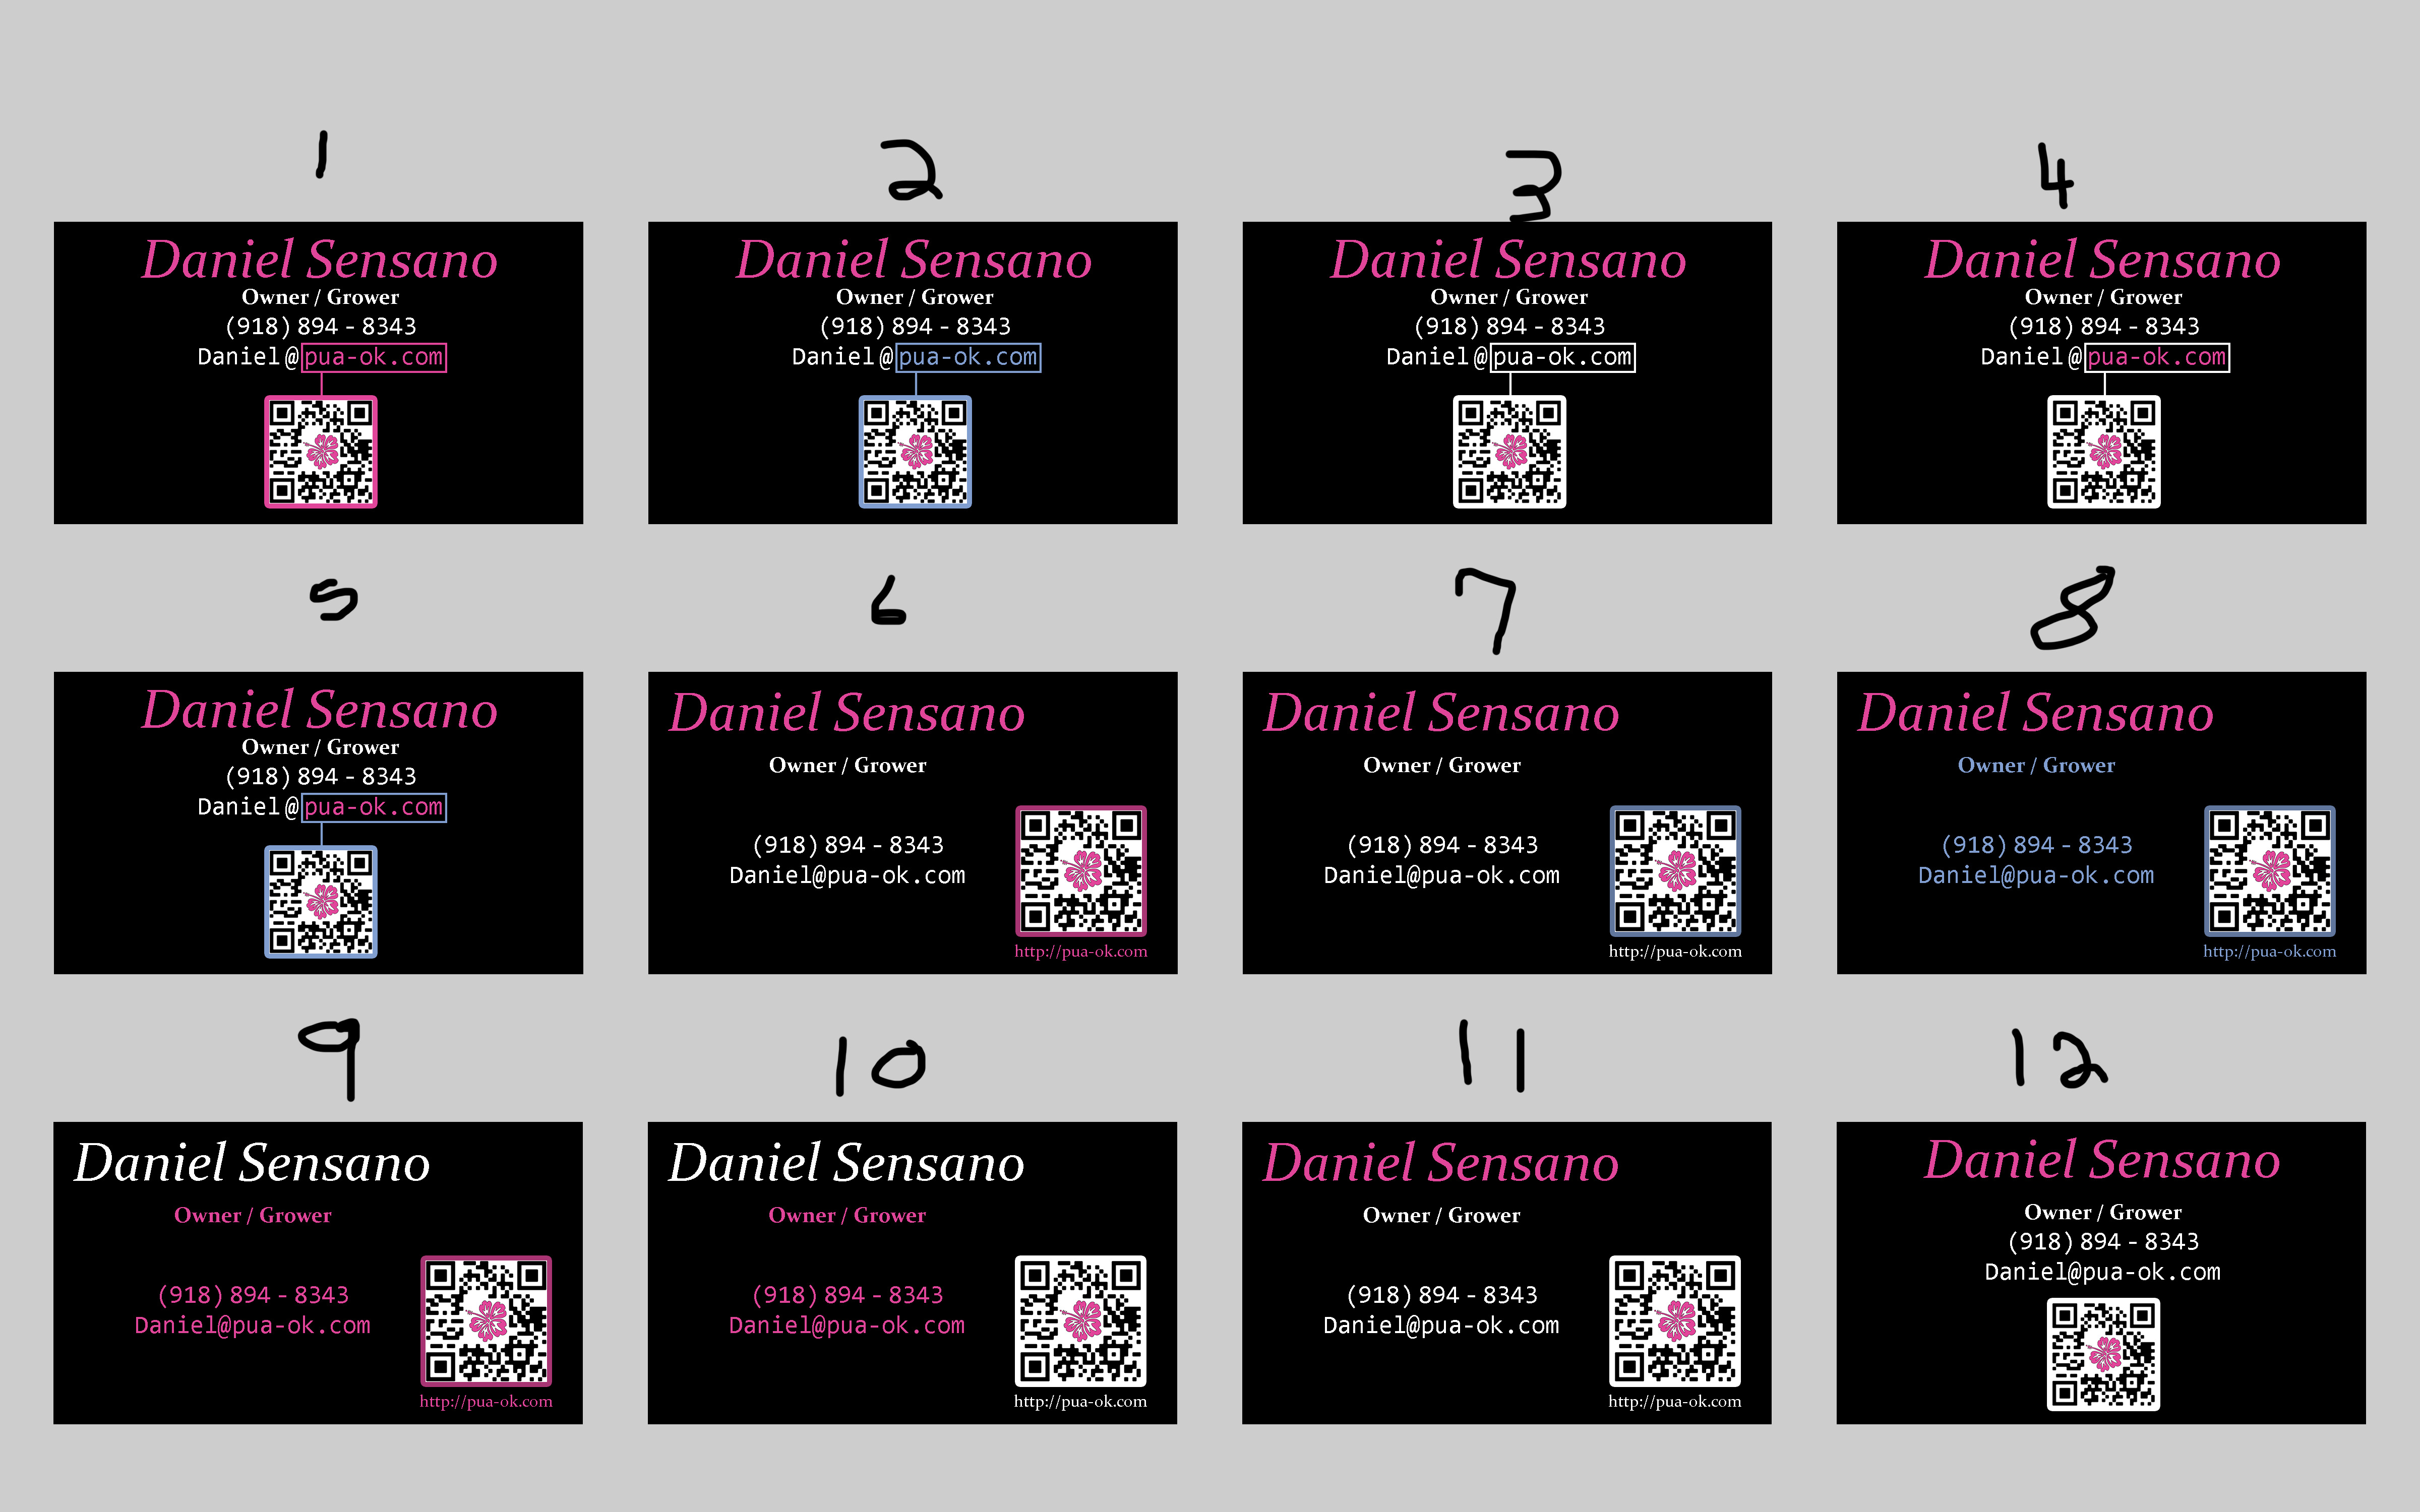 1
2
3
4
Daniel Sensano
Owner / Grower
(918) 894 - 8343
Daniel@pua-ok.com
Daniel Sensano
Owner / Grower
(918) 894 - 8343
Daniel@pua-ok.com
Daniel Sensano
Owner / Grower
(918) 894 - 8343
Daniel@pua-ok.com
Daniel Sensano
Owner / Grower
(918) 894 - 8343
Daniel@pua-ok.com
5
6
7
8
Daniel Sensano
Owner / Grower
(918) 894 - 8343
Daniel@pua-ok.com
Daniel Sensano
Owner / Grower
(918) 894 - 8343
Daniel@pua-ok.com
http://pua-ok.com
Daniel Sensano
Owner / Grower
(918) 894 - 8343
Daniel@pua-ok.com
http://pua-ok.com
Daniel Sensano
Owner / Grower
(918) 894 - 8343
Daniel@pua-ok.com
http://pua-ok.com
9
10
11
12
Daniel Sensano
Owner / Grower
(918) 894 - 8343
Daniel@pua-ok.com
http://pua-ok.com
Daniel Sensano
Owner / Grower
(918) 894 - 8343
Daniel@pua-ok.com
http://pua-ok.com
Daniel Sensano
Owner / Grower
(918) 894 - 8343
Daniel@pua-ok.com
http://pua-ok.com
Daniel Sensano
Owner / Grower
(918) 894 - 8343
Daniel@pua-ok.com